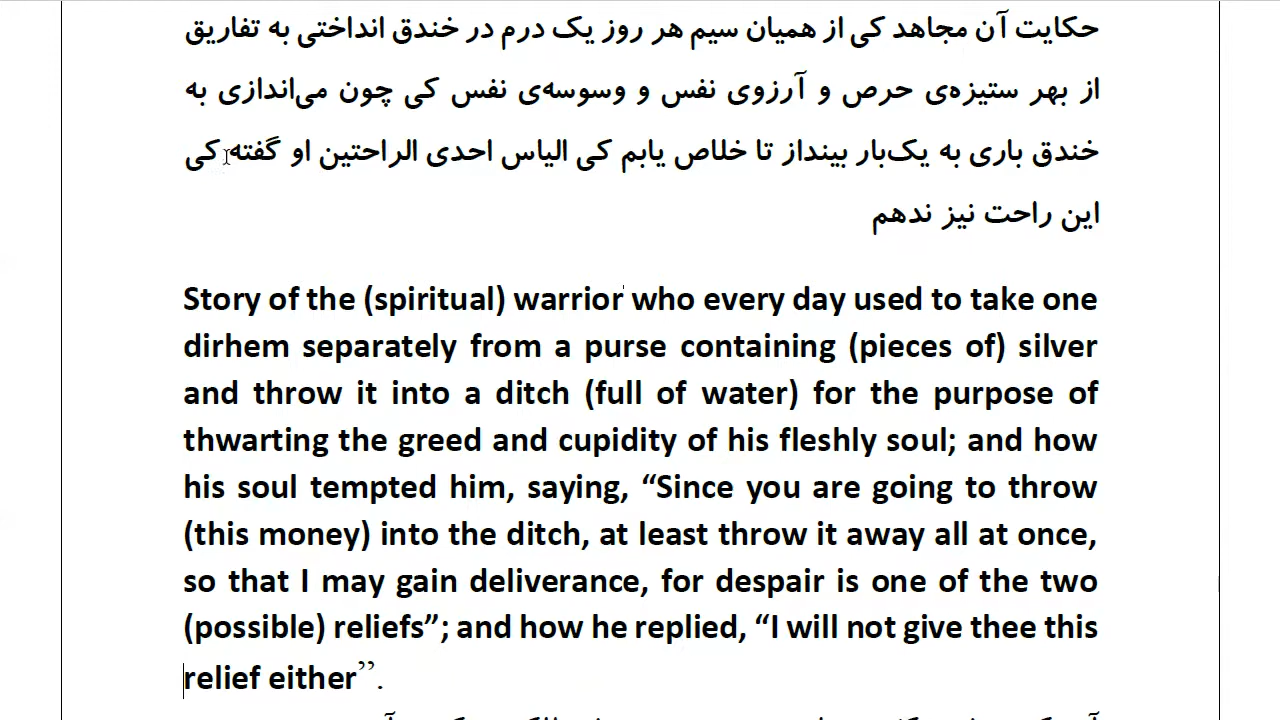 حکایت آن مجاهد کی از همیان سیم هر روز یک درم در خندق انداختی به تفاریق
از بهر ستیزه‌ی حرص و آرزوی نفس و وسوسه‌ی نفس کی چون می‌اندازی به
خندق باری به یک‌بار بینداز تا خلاص یابم کی الیاس احدی الراحتین او گفته کی
این راحت نیز ندهم
Story of the (spiritual) warrior who every day used to take one
dirhem separately from a purse containing (pieces of) silver
and throw it into a ditch (full of water) for the purpose of
thwarting the greed and cupidity of his fleshly soul; and how
his soul tempted him, saying, “Since you are going to throw
(this money) into the ditch, at least throw it away all at once,
so that I may gain deliverance, for despair is one of the two
(possible) reliefs”; and how he replied, “I will not give thee this
relief either”.